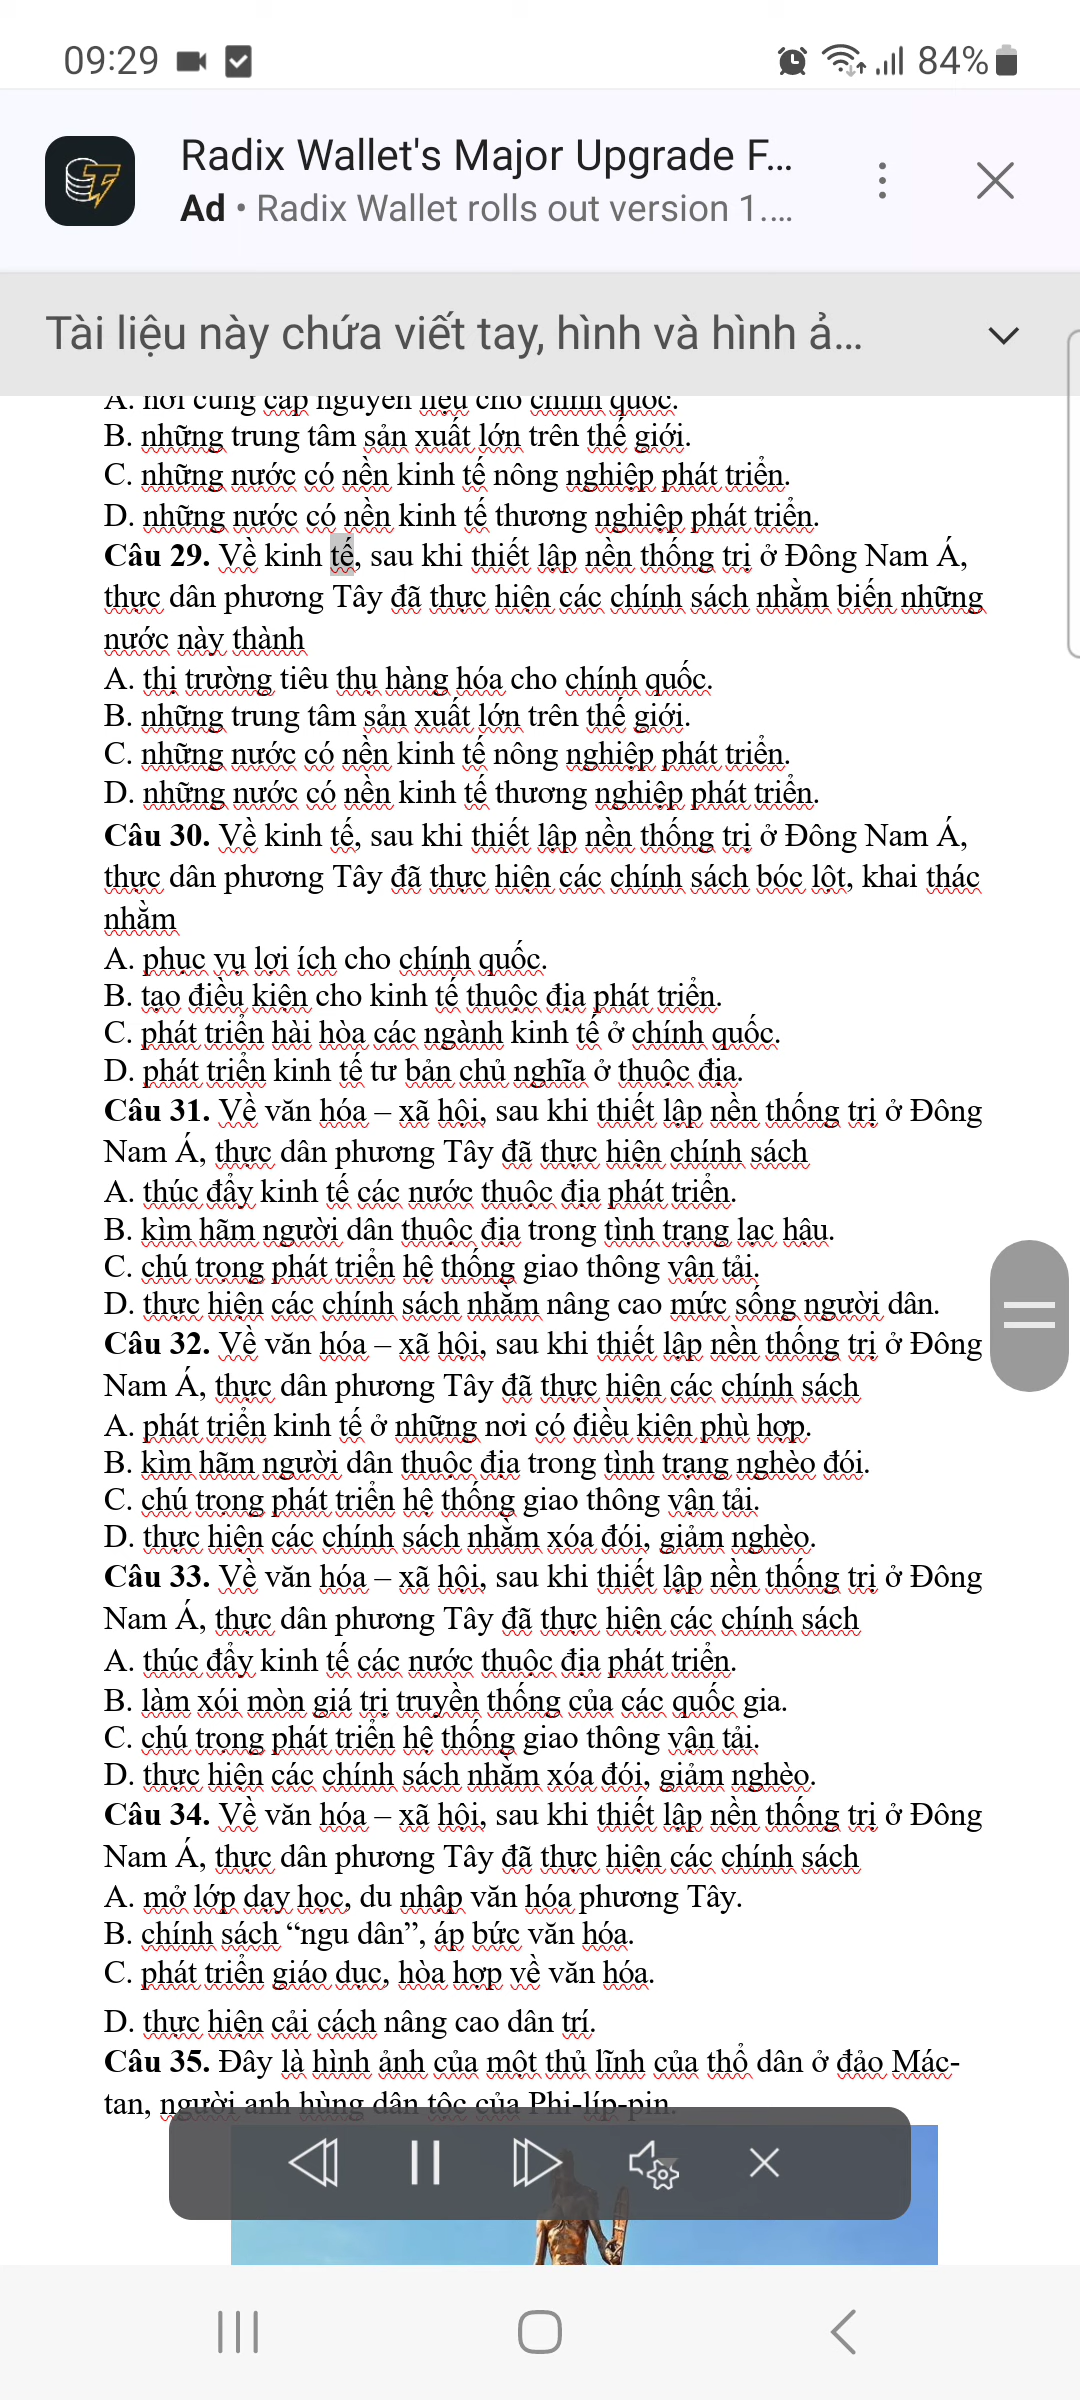 09:29
84%
Radix Wallet's Major Upgrade F...
Ad • Radix Wallet rolls out version 1....
Tài liệu này chứa viết tay, hình và hình ả...
A. nơi cung cấp nguyên liệu cho chính quốc.
B. những trung tâm sản xuất lớn trên thế giới.
C. những nước có nền kinh tế nông nghiệp phát triển.
D. những nước có nền kinh tế thương nghiệp phát triển.
Câu 29. Về kinh tế, sau khi thiết lập nền thống trị ở Đông Nam Á,
thực dân phương Tây đã thực hiện các chính sách nhằm biến những
nước này thành
A. thị trường tiêu thụ hàng hóa cho chính quốc.
B. những trung tâm sản xuất lớn trên thế giới.
C. những nước có nền kinh tế nông nghiệp phát triển.
D. những nước có nền kinh tế thương nghiệp phát triển.
Câu 30. Về kinh tế, sau khi thiết lập nền thống trị ở Đông Nam Á,
thực dân phương Tây đã thực hiện các chính sách bóc lột, khai thác
nhằm
A. phục vụ lợi ích cho chính quốc.
B. tạo điều kiện cho kinh tế thuộc địa phát triển.
C. phát triển hài hòa các ngành kinh tế ở chính quốc.
D. phát triển kinh tế tư bản chủ nghĩa ở thuộc địa.
Câu 31. Về văn hóa – xã hội, sau khi thiết lập nền thống trị ở Đông
Nam Á, thực dân phương Tây đã thực hiện chính sách
A. thúc đẩy kinh tế các nước thuộc địa phát triển.
B. kìm hãm người dân thuộc địa trong tình trạng lạc hậu.
C. chú trọng phát triển hệ thống giao thông vận tải.
D. thực hiện các chính sách nhằm nâng cao mức sống người dân.
Câu 32. Về văn hóa – xã hội, sau khi thiết lập nền thống trị ở Đông
Nam Á, thực dân phương Tây đã thực hiện các chính sách
A. phát triển kinh tế ở những nơi có điều kiện phù hợp.
B. kìm hãm người dân thuộc địa trong tình trạng nghèo đói.
C. chú trọng phát triển hệ thống giao thông vận tải.
D. thực hiện các chính sách nhằm xóa đói, giảm nghèo.
Câu 33. Về văn hóa – xã hội, sau khi thiết lập nền thống trị ở Đông
Nam Á, thực dân phương Tây đã thực hiện các chính sách
A. thúc đẩy kinh tế các nước thuộc địa phát triển.
B. làm xói mòn giá trị truyền thống của các quốc gia.
C. chú trọng phát triển hệ thống giao thông vận tải.
D. thực hiện các chính sách nhằm xóa đói, giảm nghèo.
Câu 34. Về văn hóa – xã hội, sau khi thiết lập nền thống trị ở Đông
Nam Á, thực dân phương Tây đã thực hiện các chính sách
A. mở lớp dạy học, du nhập văn hóa phương Tây.
B. chính sách “ngu dân”, áp bức văn hóa.
C. phát triển giáo dục, hòa hợp về văn hóa.
D. thực hiện cải cách nâng cao dân trí.
Câu 35. Đây là hình ảnh của một thủ lĩnh của thổ dân ở đảo Mác-
tan, người anh hùng dân tộc của Phi-líp-pin.